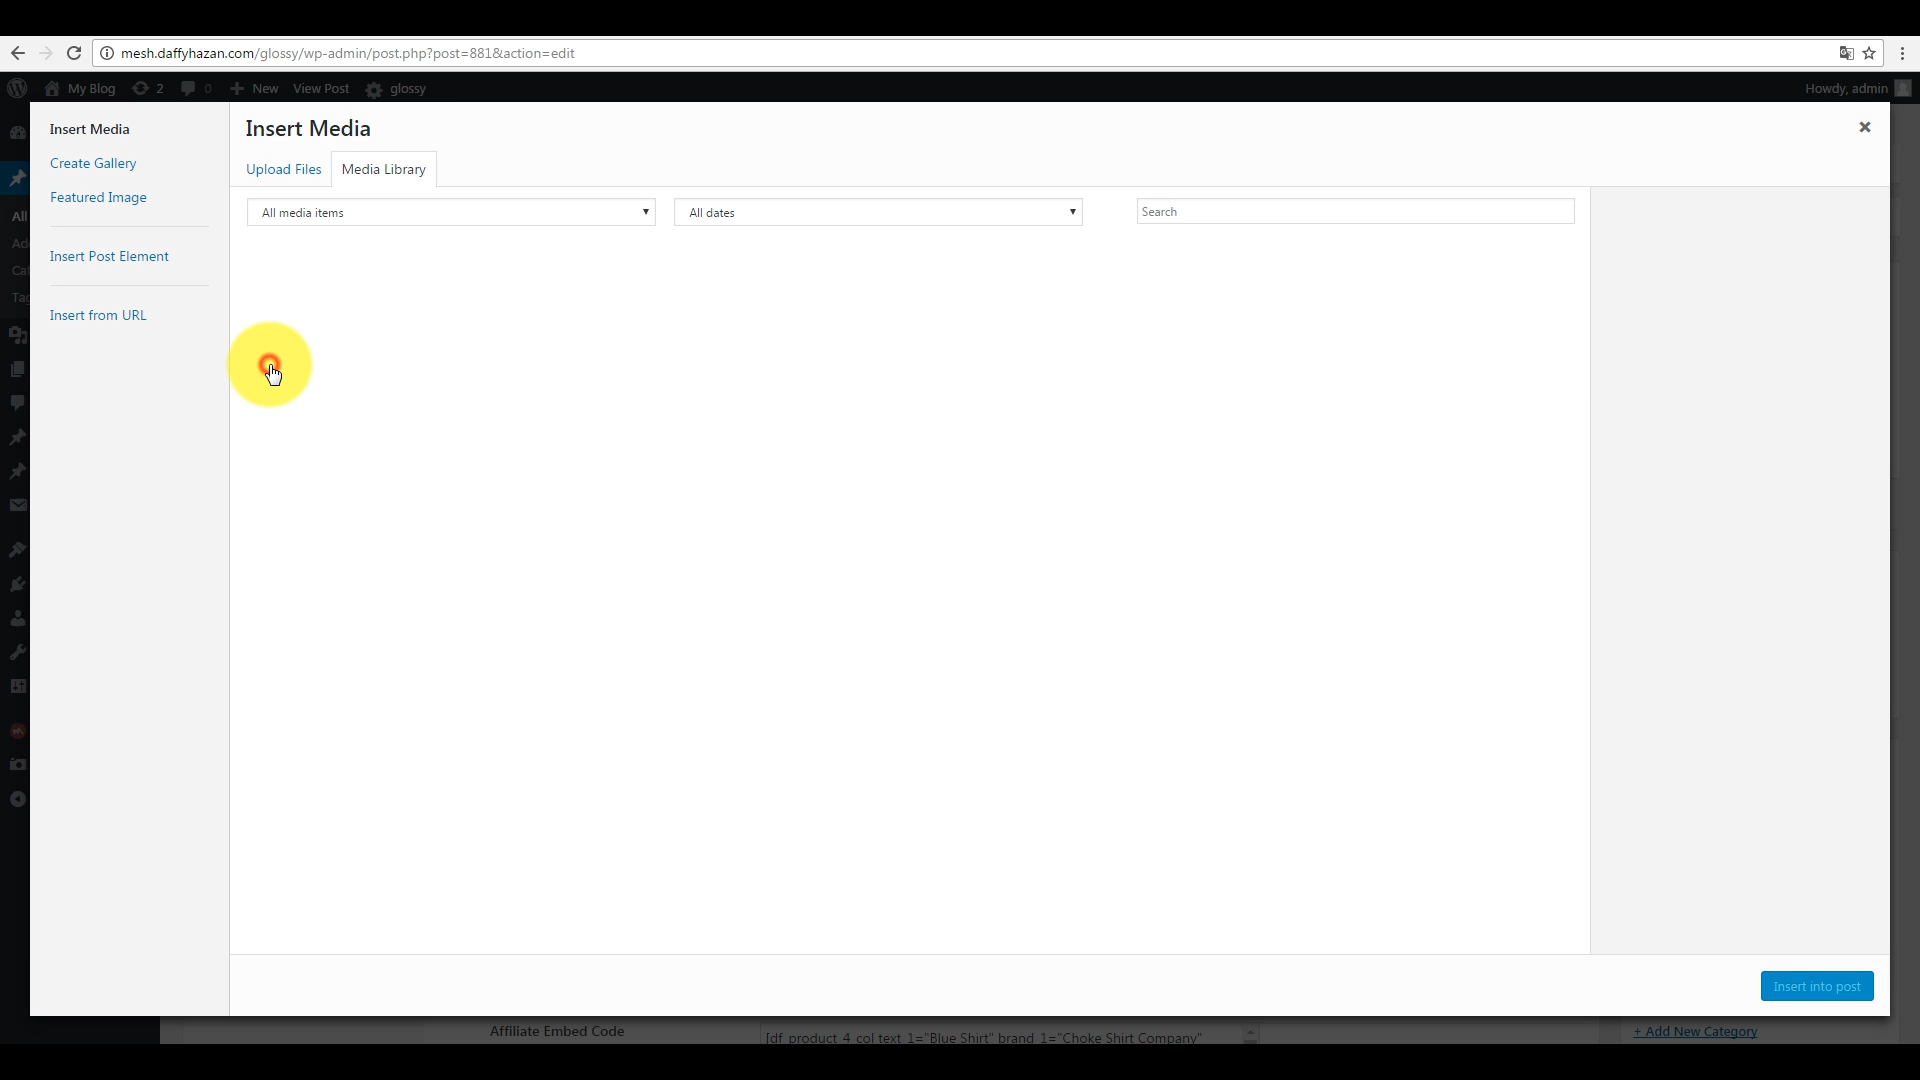 mesh.daffyhazan.com/glossy/wp-admin/post.php?post=881&action=edit
My Blog 2 0 New View Post glossy Howdy, admin
Insert Media
Create Gallery
Featured Image
Insert Post Element
Insert from URL
Insert Media
Upload Files Media Library
All media items All dates Search
All
Insert into post
Affiliate Embed Code
[df_product_4_col text_1="Blue Shirt" brand_1="Choke Shirt Company"
+ Add New Category